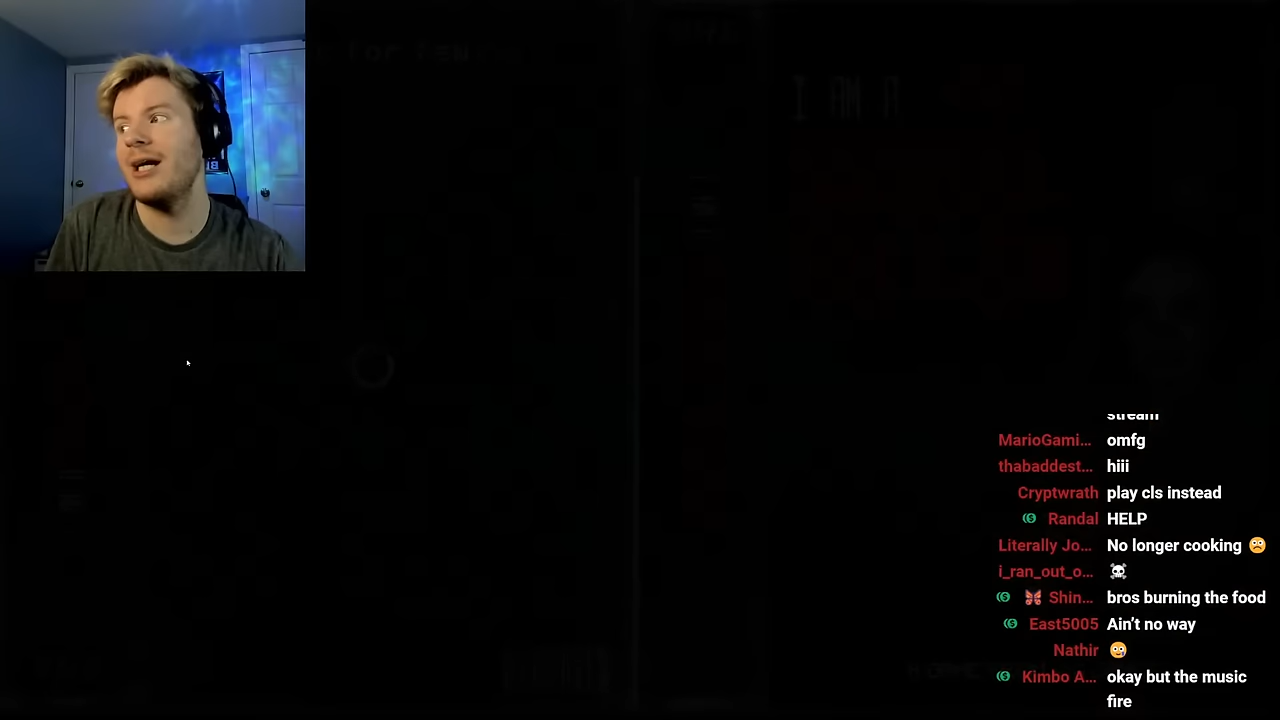 I AM A
stream
MarioGami... omfg
thabaddest... hiii
Cryptwrath play cls instead
Randal HELP
Literally Jo... No longer cooking 🙁
i_ran_out_o... ☠
🦋 Shin... bros burning the food
East5005 Ain't no way
Nathir 🥲
Kimbo A... okay but the music
fire